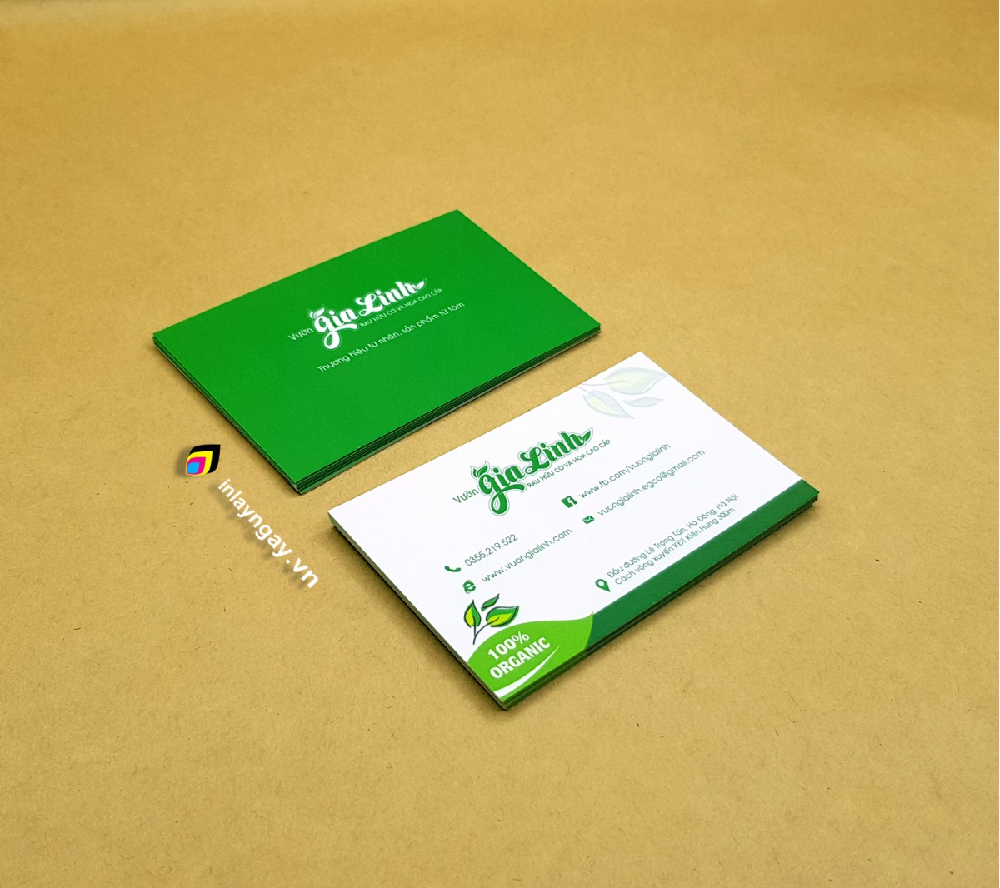 Vườn Gia Linh
RAU HỮU CƠ VÀ HOA CAO CẤP
Thương hiệu từ nhân, sản phẩm từ tâm
inlayngay.vn
Vườn Gia Linh
RAU HỮU CƠ VÀ HOA CAO CẤP
0355.219.522
www.vuongialinh.com
www.fb.com/vuongialinh
vuongialinh.egco@gmail.com
Đầu đường Lê Trọng Tấn, Hà Đông, Hà Nội
Cách vòng xuyến KĐT Kiến Hưng 300m
100%
ORGANIC